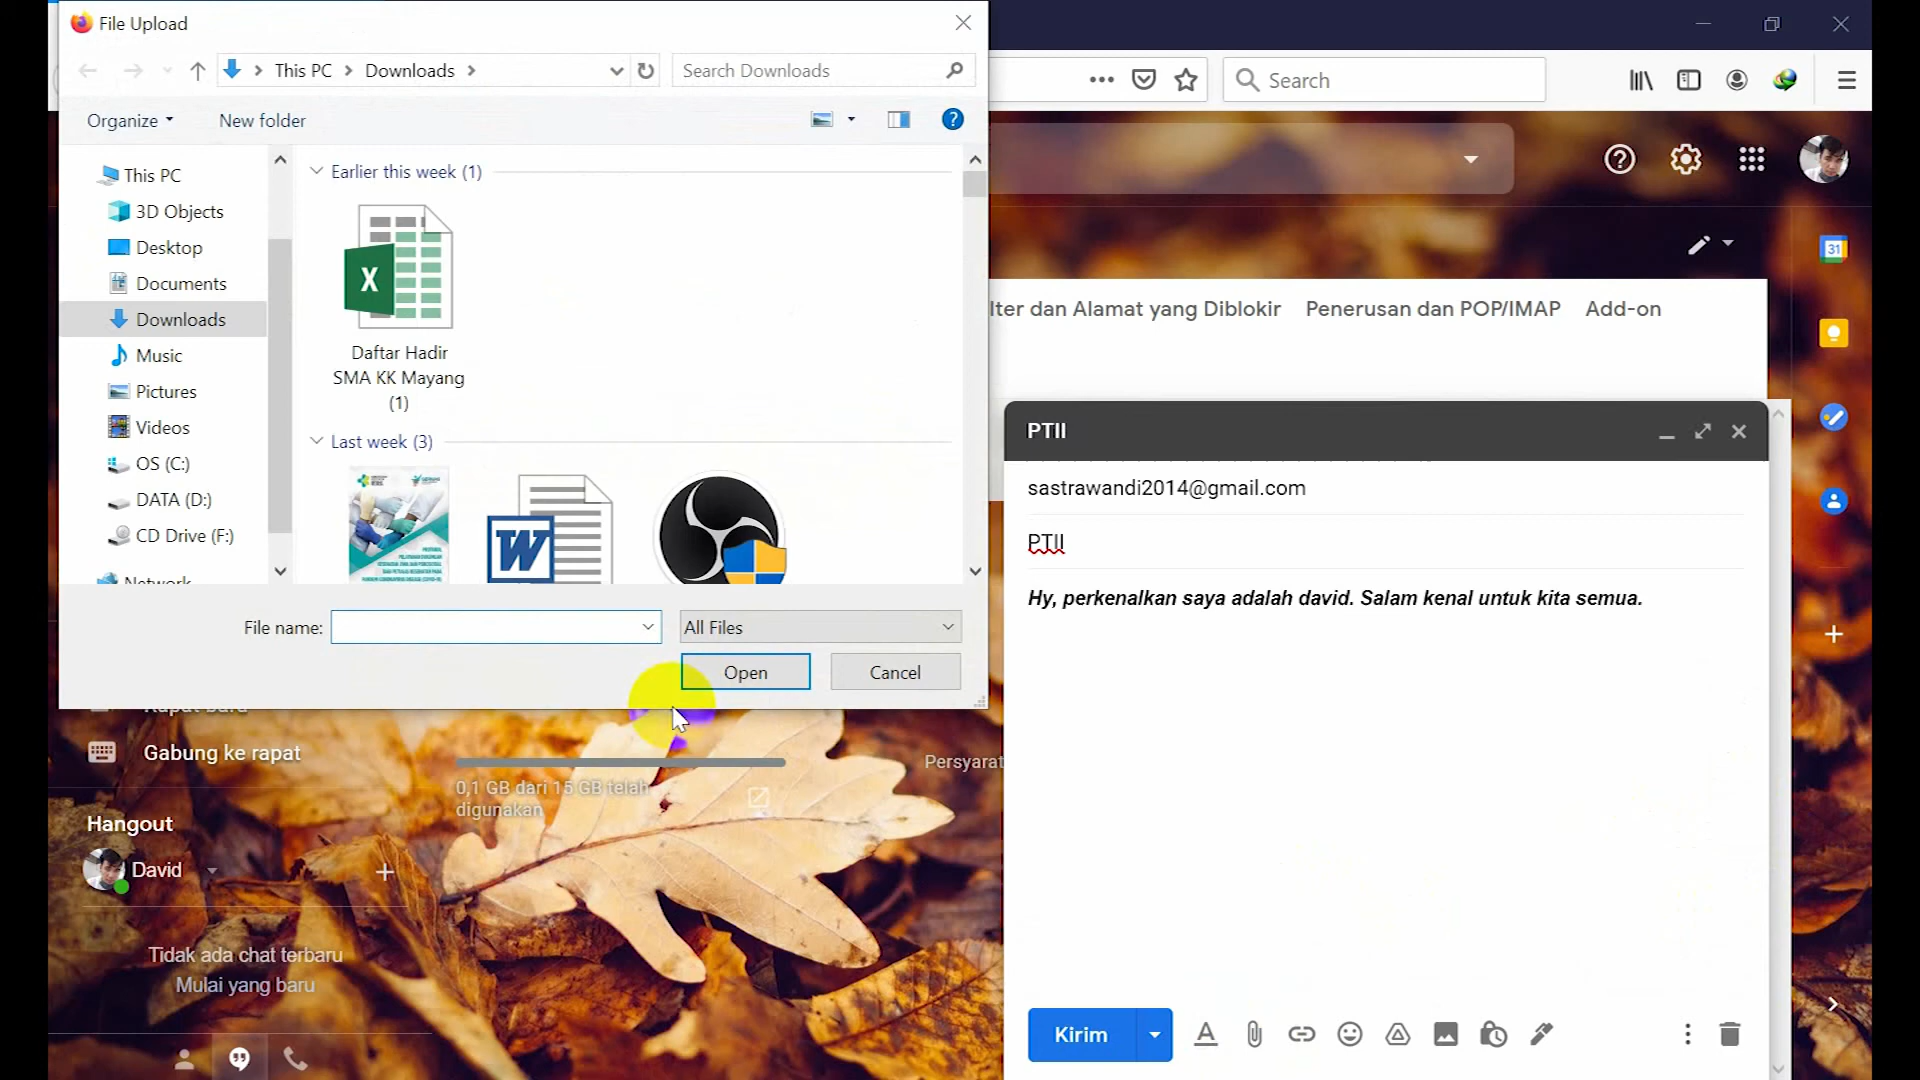 File Upload
This PC
Downloads
Search Downloads
Search
Organize
New folder
This PC
3D Objects
Desktop
Documents
Downloads
Music
Pictures
Videos
OS (C:)
DATA (D:)
CD Drive (F:)
Network
Earlier this week (1)
X
Daftar Hadir
SMA KK Mayang
(1)
Last week (3)
W
File name:
All Files
Open
Cancel
31
lter dan Alamat yang Diblokir
Penerusan dan POP/IMAP
Add-on
PTII
sastrawandi2014@gmail.com
PTII
Hy, perkenalkan saya adalah david. Salam kenal untuk kita semua.
Kirim
Rapat baru
Gabung ke rapat
Hangout
David
Tidak ada chat terbaru
Mulai yang baru
0,1 GB dari 15 GB telah
digunakan
Persyarat